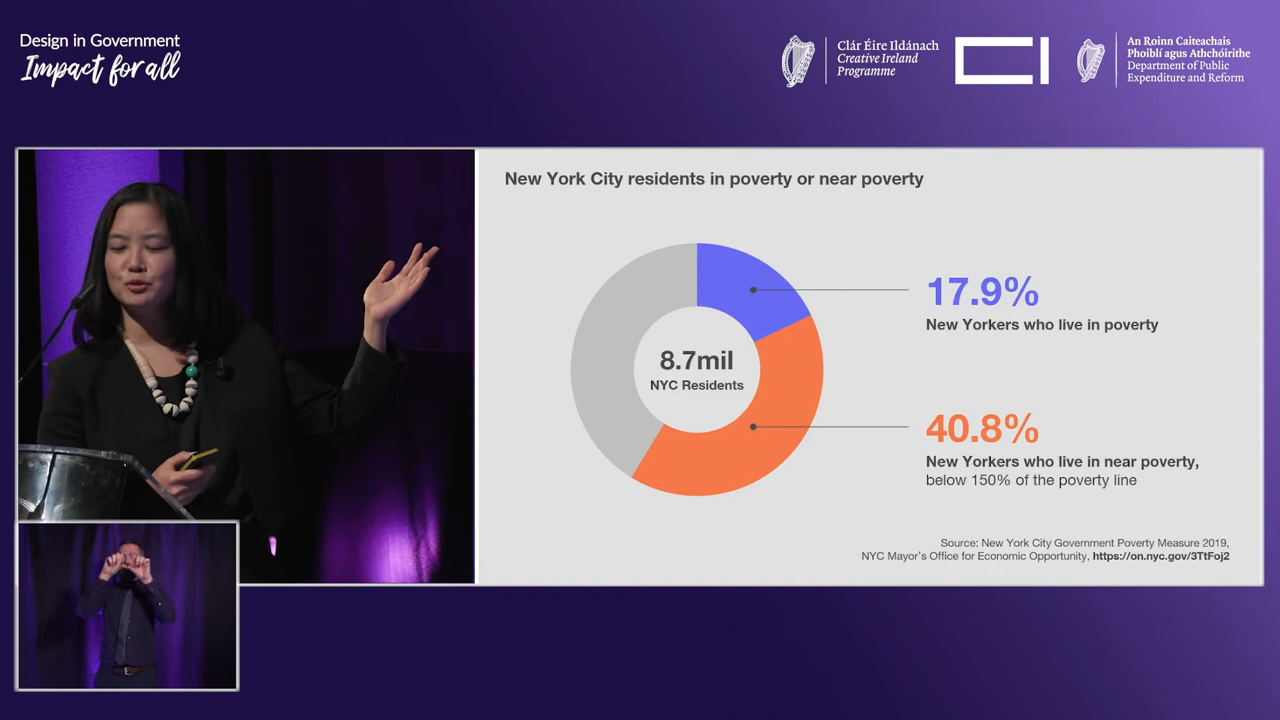 Design in Government
Impact for all
Clár Éire Ildánach
Creative Ireland
Programme
CI
An Roinn Caiteachais
Phoiblí agus Athchóirithe
Department of Public
Expenditure and Reform
New York City residents in poverty or near poverty
8.7mil
NYC Residents
17.9%
New Yorkers who live in poverty
40.8%
New Yorkers who live in near poverty,
below 150% of the poverty line
Source: New York City Government Poverty Measure 2019,
NYC Mayor's Office for Economic Opportunity, https://on.nyc.gov/3TtFoj2